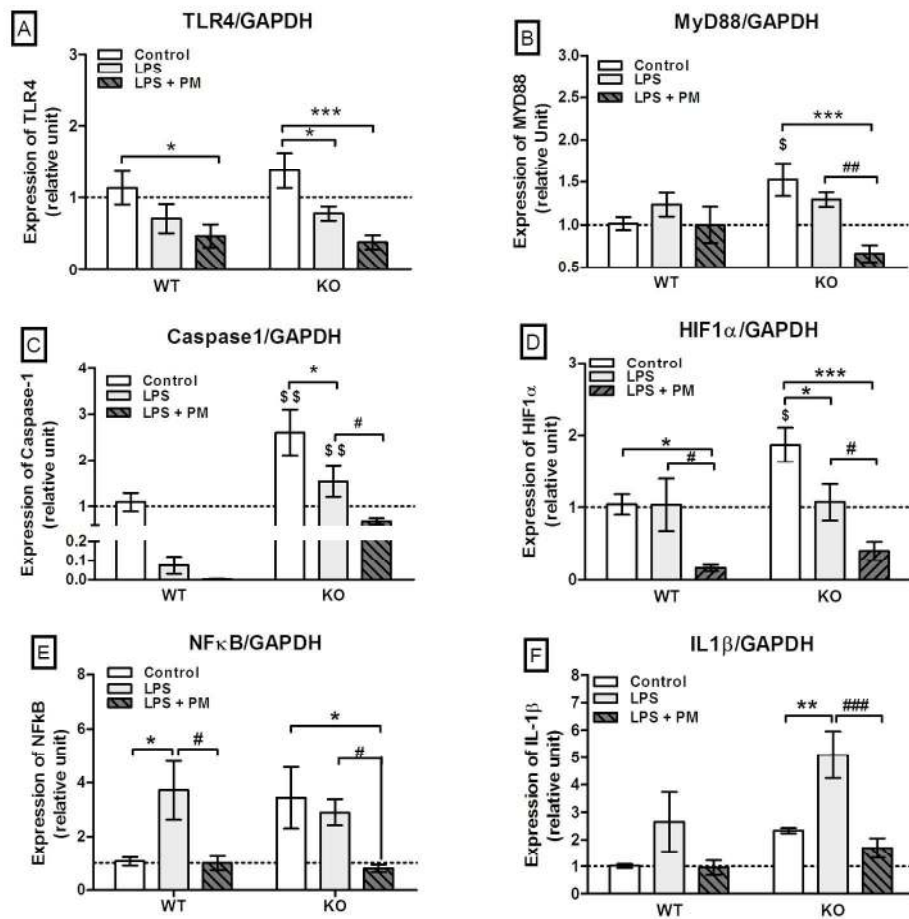 A
TLR4/GAPDH
Expression of TLR4
(relative unit)
3
2
1
0
Control
LPS
LPS + PM
*
***
*
WT
KO
B
MyD88/GAPDH
Expression of MYD88
(relative Unit)
3.0
2.5
2.0
1.5
1.0
0.5
Control
LPS
LPS + PM
***
$
##
WT
KO
C
Caspase1/GAPDH
Expression of Caspase-1
(relative unit)
4
3
2
1
0.2
0.1
0.0
Control
LPS
LPS + PM
*
$$
#
$$
WT
KO
D
HIF1α/GAPDH
Expression of HIF1α
(relative unit)
3
2
1
0
Control
LPS
LPS + PM
***
*
$
*
#
#
WT
KO
E
NFκB/GAPDH
Expression of NFkB
(relative unit)
8
6
4
2
0
Control
LPS
LPS + PM
*
#
*
#
WT
KO
F
IL1β/GAPDH
Expression of IL-1β
(relative unit)
8
6
5
4
3
2
1
0
Control
LPS
LPS + PM
**
###
WT
KO